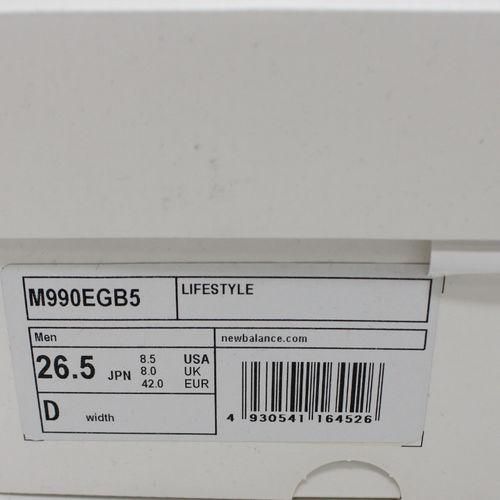 M990EGB5 LIFESTYLE
Men newbalance.com
26.5 JPN 8.5 USA
8.0 UK
42.0 EUR
D width
4 930541 164526